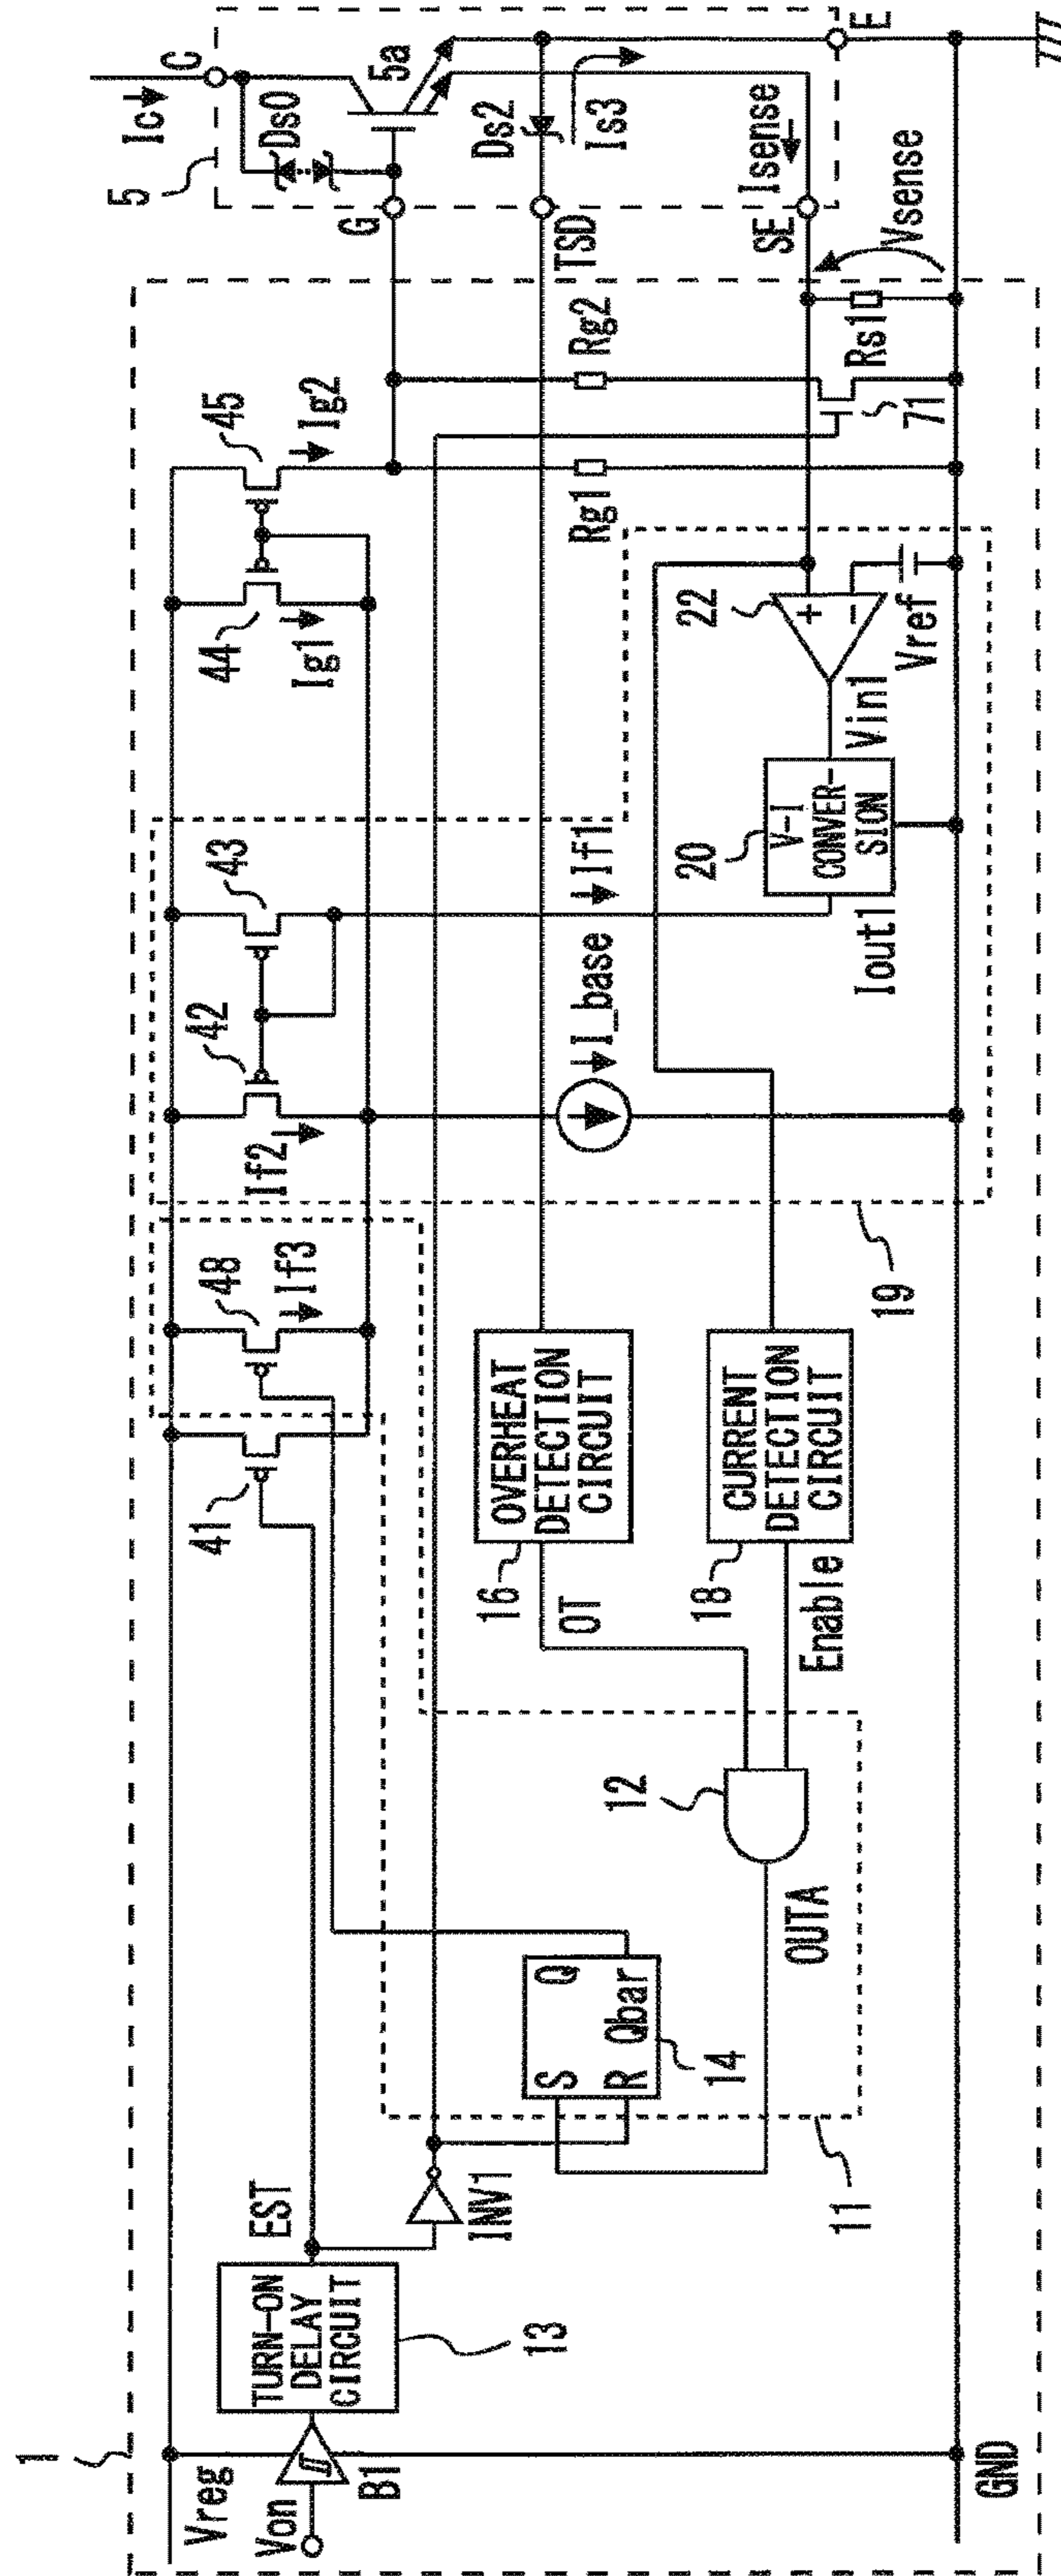 1
Vreg
Von
B1
TURN-ON
DELAY
CIRCUIT
13
EST
INV1
GND
11
S
R
Q
Qbar
14
OUTA
12
41
48
If3
16
OT
OVERHEAT
DETECTION
CIRCUIT
18
Enable
CURRENT
DETECTION
CIRCUIT
19
42
If2
43
I_base
If1
Iout1
20
V-I
CONVER-
SION
Vin1
22
+
−
Vref
44
Ig1
45
Ig2
Rg1
Rg2
71
Rs1
Vsense
5
Ic
C
Ds0
5a
G
TSD
Ds2
Is3
SE
Isense
E